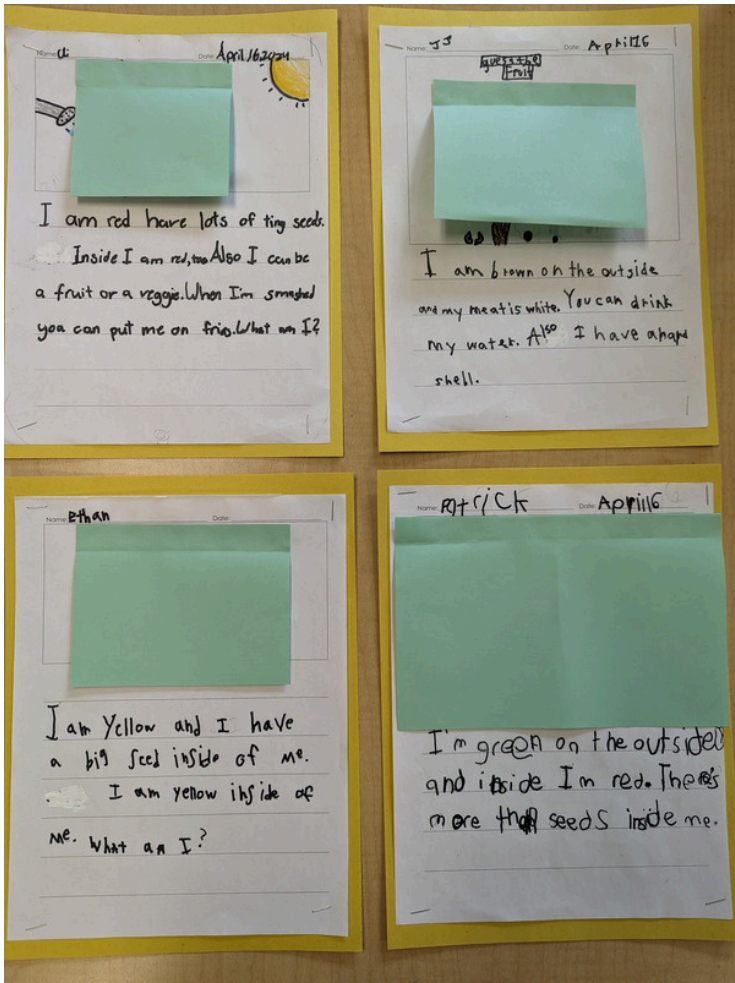 Name: Date: April 16 2024
I am red have lots of tiny seeds.
Inside I am red, too Also I can be
a fruit or a veggie. When I'm smashed
you can put me on fries. What am I?
Name: JJ Date: April 16
guess the
Fruit
I am brown on the outside
and my meat is white. You can drink
my water. Also I have a hard
shell.
Name: Ethan Date:
I am Yellow and I have
a big seed inside of me.
I am yellow inside of
me. What am I?
Name: Patrick Date: April 16
I'm green on the outside
and inside I'm red. There's
more than seeds inside me.